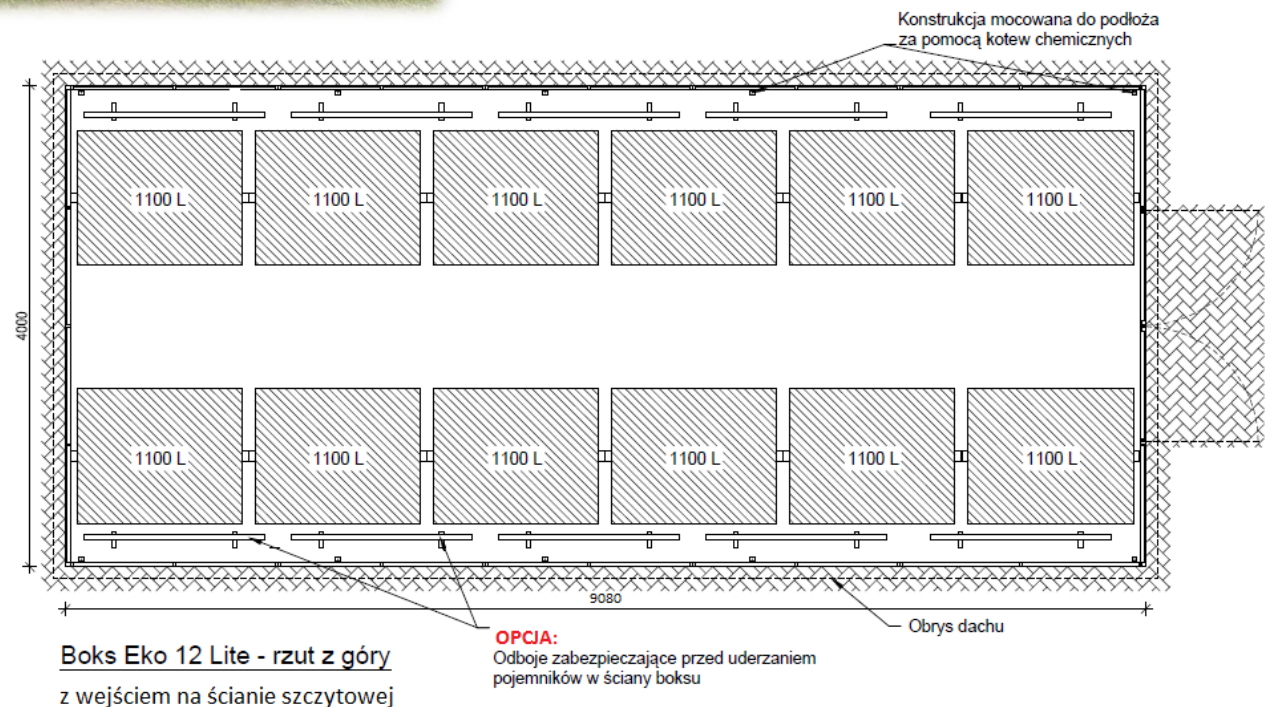 Konstrukcja mocowana do podłoża
za pomocą kotew chemicznych
1100 L 1100 L 1100 L 1100 L 1100 L 1100 L
4000
1100 L 1100 L 1100 L 1100 L 1100 L 1100 L
9080
Obrys dachu
OPCJA:
Odboje zabezpieczające przed uderzaniem
pojemników w ściany boksu
Boks Eko 12 Lite - rzut z góry
z wejściem na ścianie szczytowej